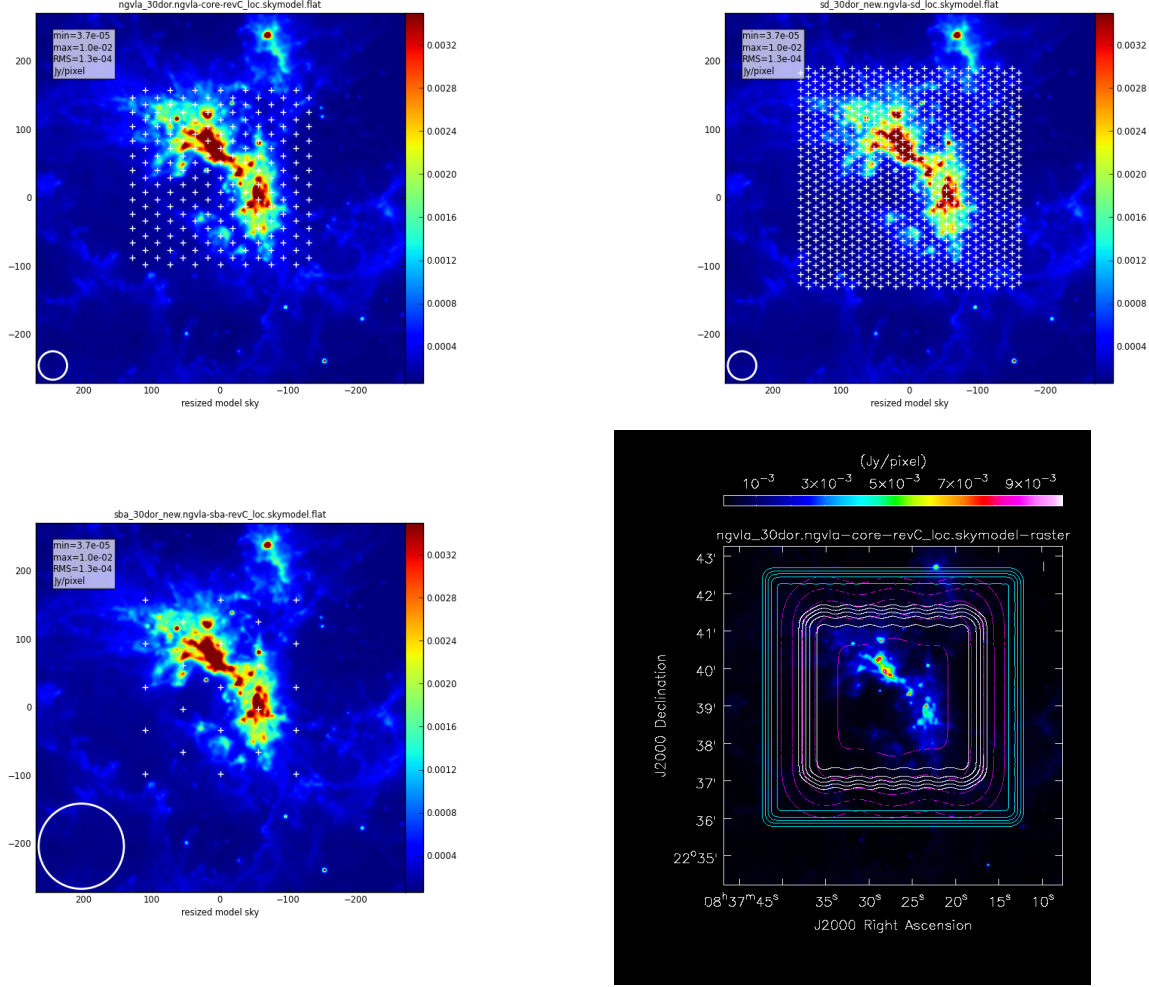 ngvla_30dor.ngvla-core-revC_loc.skymodel.flat
min=3.7e-05
max=1.0e-02
RMS=1.3e-04
Jy/pixel
200
100
0
−100
−200
200
100
0
−100
−200
resized model sky
0.0032
0.0028
0.0024
0.0020
0.0016
0.0012
0.0008
0.0004
sd_30dor_new.ngvla-sd_loc.skymodel.flat
min=3.7e-05
max=1.0e-02
RMS=1.3e-04
Jy/pixel
200
100
0
−100
−200
200
100
0
−100
−200
resized model sky
0.0032
0.0028
0.0024
0.0020
0.0016
0.0012
0.0008
0.0004
sba_30dor_new.ngvla-sba-revC_loc.skymodel.flat
min=3.7e-05
max=1.0e-02
RMS=1.3e-04
Jy/pixel
200
100
0
−100
−200
200
100
0
−100
−200
resized model sky
0.0032
0.0028
0.0024
0.0020
0.0016
0.0012
0.0008
0.0004
(Jy/pixel)
10⁻³ 3×10⁻³ 5×10⁻³ 7×10⁻³ 9×10⁻³
ngvla_30dor.ngvla-core-revC_loc.skymodel-raster
43'
42'
41'
40'
39'
38'
37'
36'
22°35'
J2000 Declination
08ʰ37ᵐ45ˢ 35ˢ 30ˢ 25ˢ 20ˢ 15ˢ 10ˢ
J2000 Right Ascension